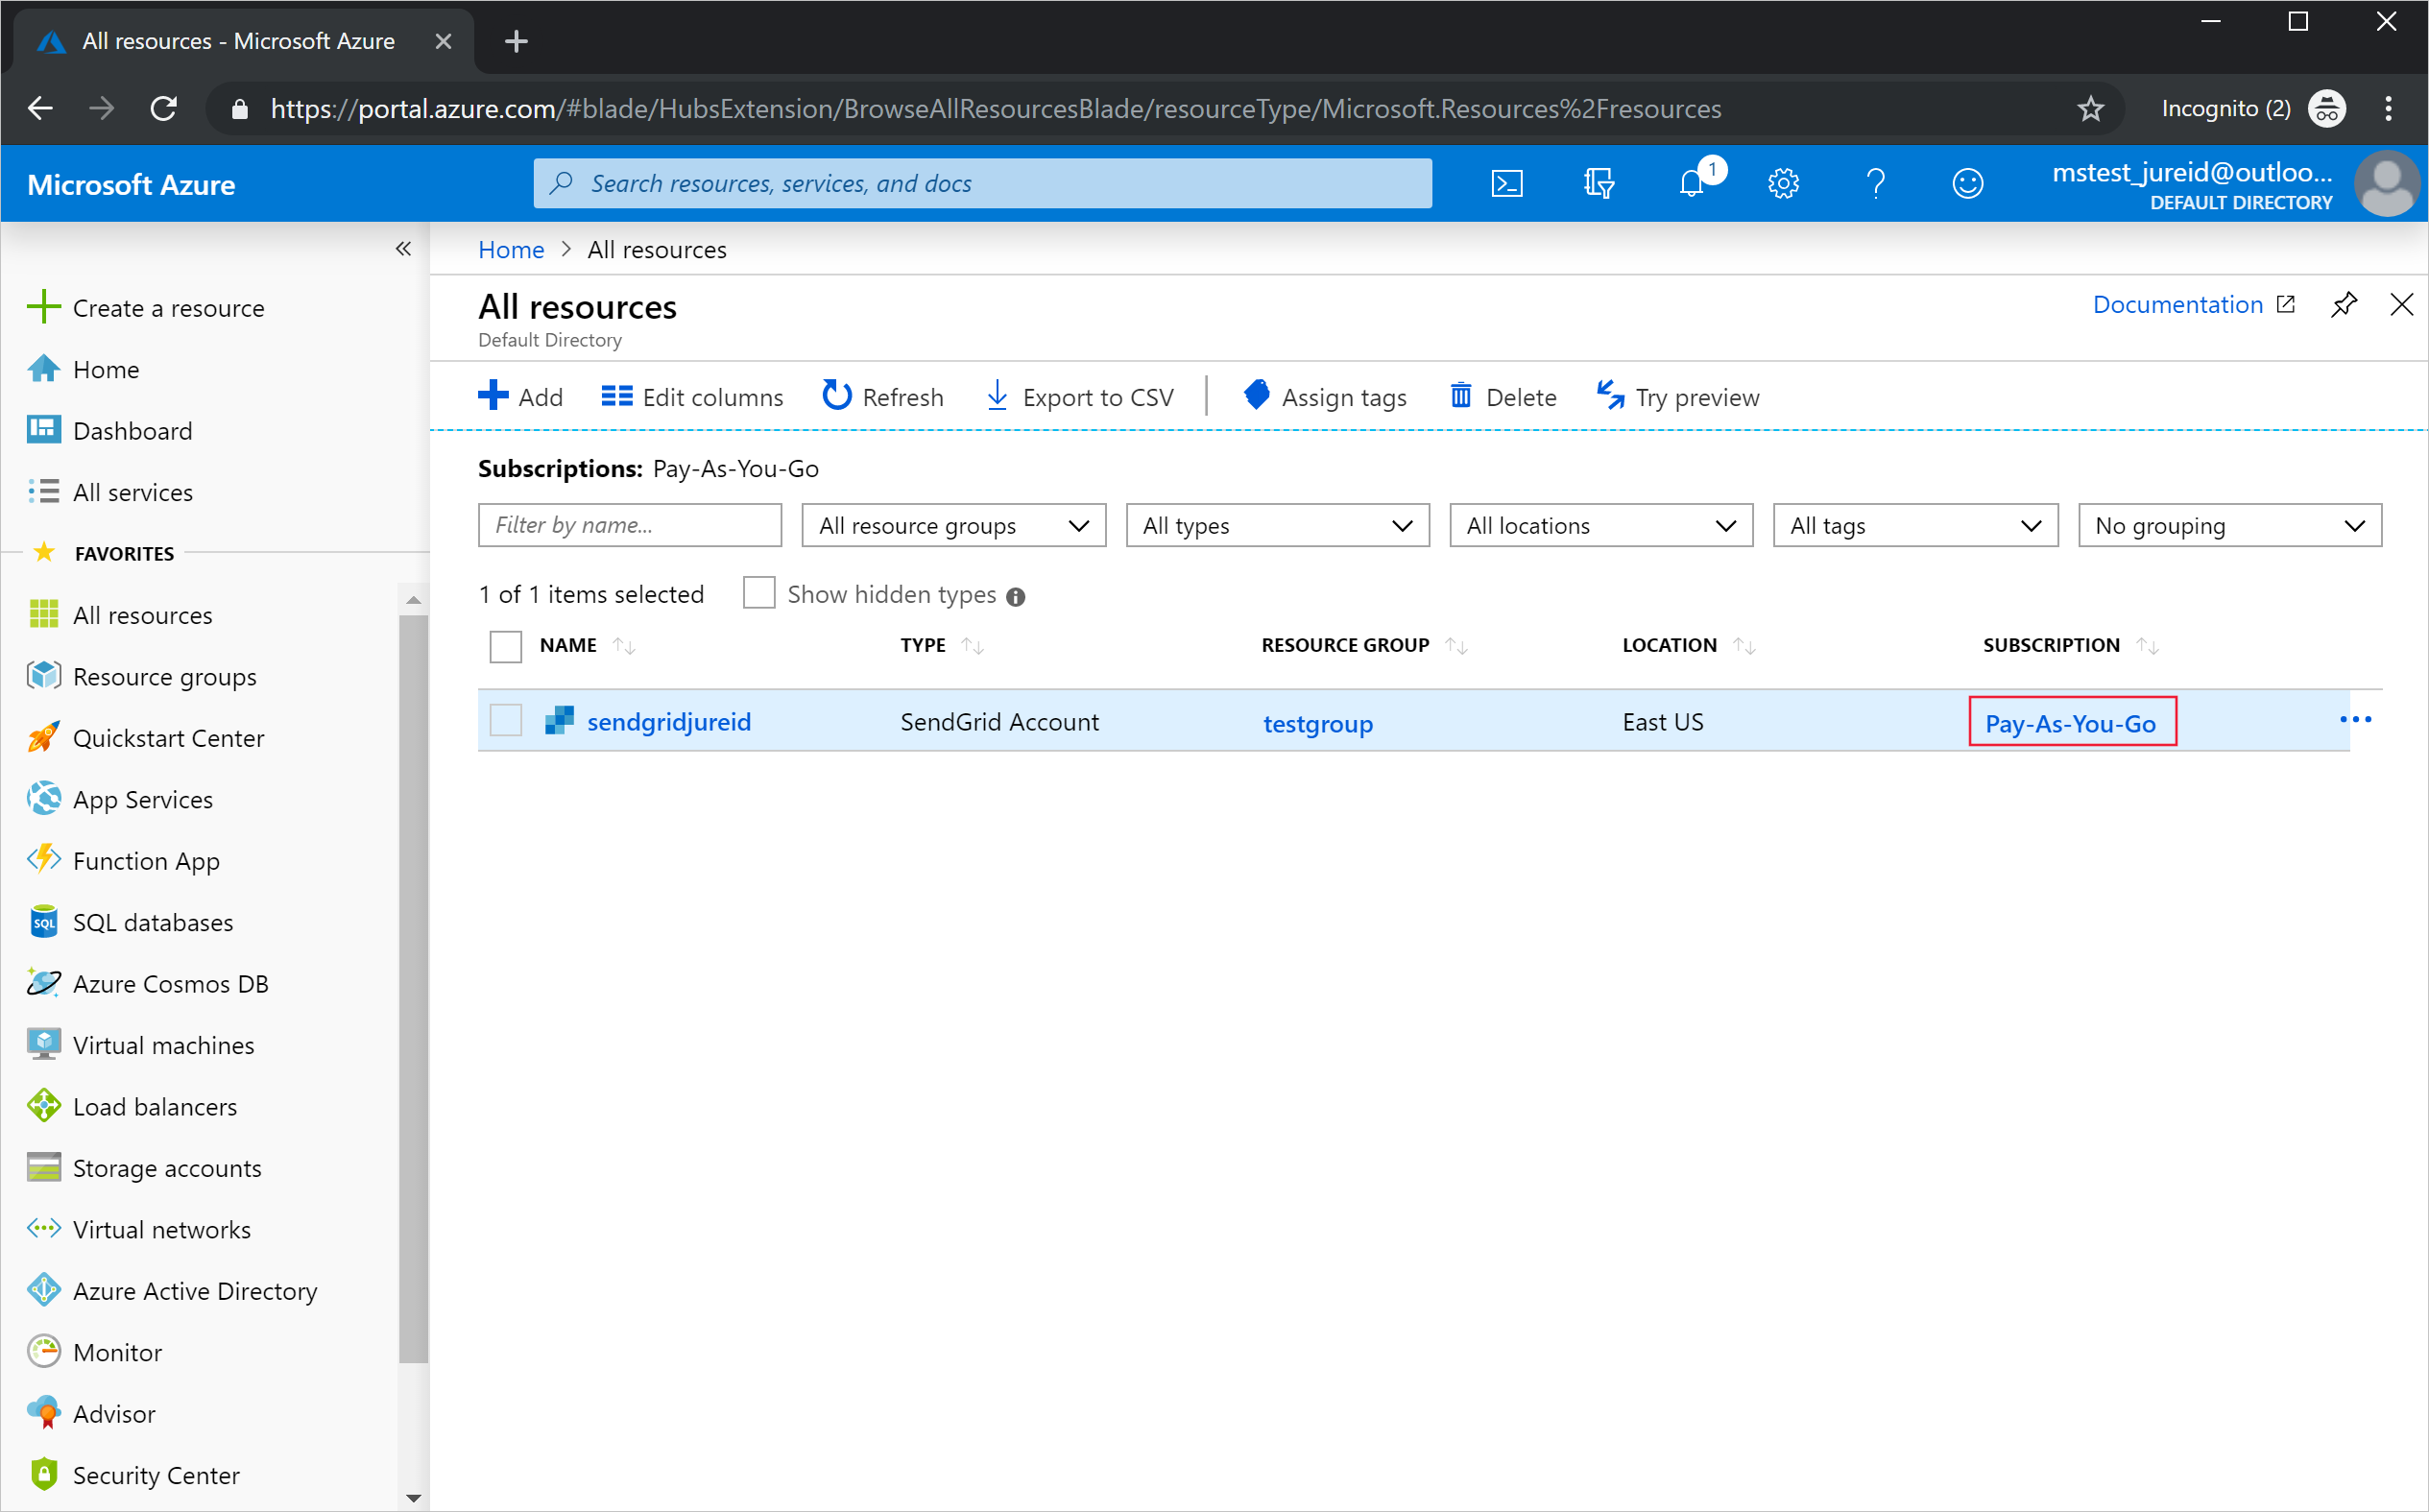 All resources - Microsoft Azure
https://portal.azure.com/#blade/HubsExtension/BrowseAllResourcesBlade/resourceType/Microsoft.Resources%2Fresources
Incognito (2)
Microsoft Azure
Search resources, services, and docs
1
mstest_jureid@outloo...
DEFAULT DIRECTORY
Create a resource
Home
Dashboard
All services
FAVORITES
All resources
Resource groups
Quickstart Center
App Services
Function App
SQL
SQL databases
Azure Cosmos DB
Virtual machines
Load balancers
Storage accounts
Virtual networks
Azure Active Directory
Monitor
Advisor
Security Center
Home > All resources
All resources
Default Directory
Documentation
Add Edit columns Refresh Export to CSV Assign tags Delete Try preview
Subscriptions: Pay-As-You-Go
Filter by name... All resource groups All types All locations All tags No grouping
1 of 1 items selected Show hidden types
NAME TYPE RESOURCE GROUP LOCATION SUBSCRIPTION
sendgridjureid SendGrid Account testgroup East US Pay-As-You-Go